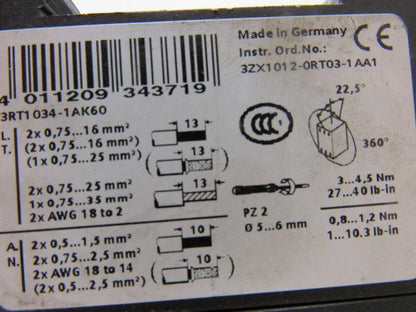 Made in Germany
Instr. Ord.No.:
3ZX1012-0RT03-1AA1
CE
4 011209 343719
3RT1034-1AK60
L. 2x 0,75...16 mm² 13
T. (2x 0,75...16 mm²)
(1x 0,75...25 mm²) ( 13 )
2x 0,75...25 mm² 13
1x 0,75...35 mm²
2x AWG 18 to 2
CCC 1
22,5°
360°
PZ 2
Ø 5...6 mm
3...4,5 Nm
27...40 lb-in
A. 2x 0,5...1,5 mm² 10
N. 2x 0,75...2,5 mm²
2x AWG 18 to 14
(2x 0,5...2,5 mm²) ( 10 )
0,8...1,2 Nm
1...10.3 lb-in